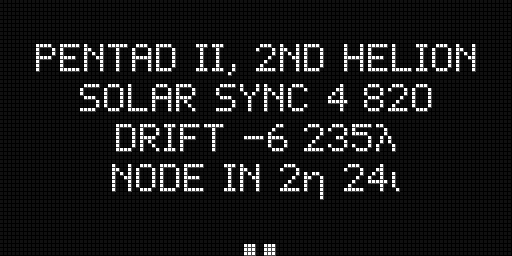 PENTAD II, 2ND HELION
SOLAR SYNC 4 820
DRIFT -6 235λ
NODE IN 2η 24ι